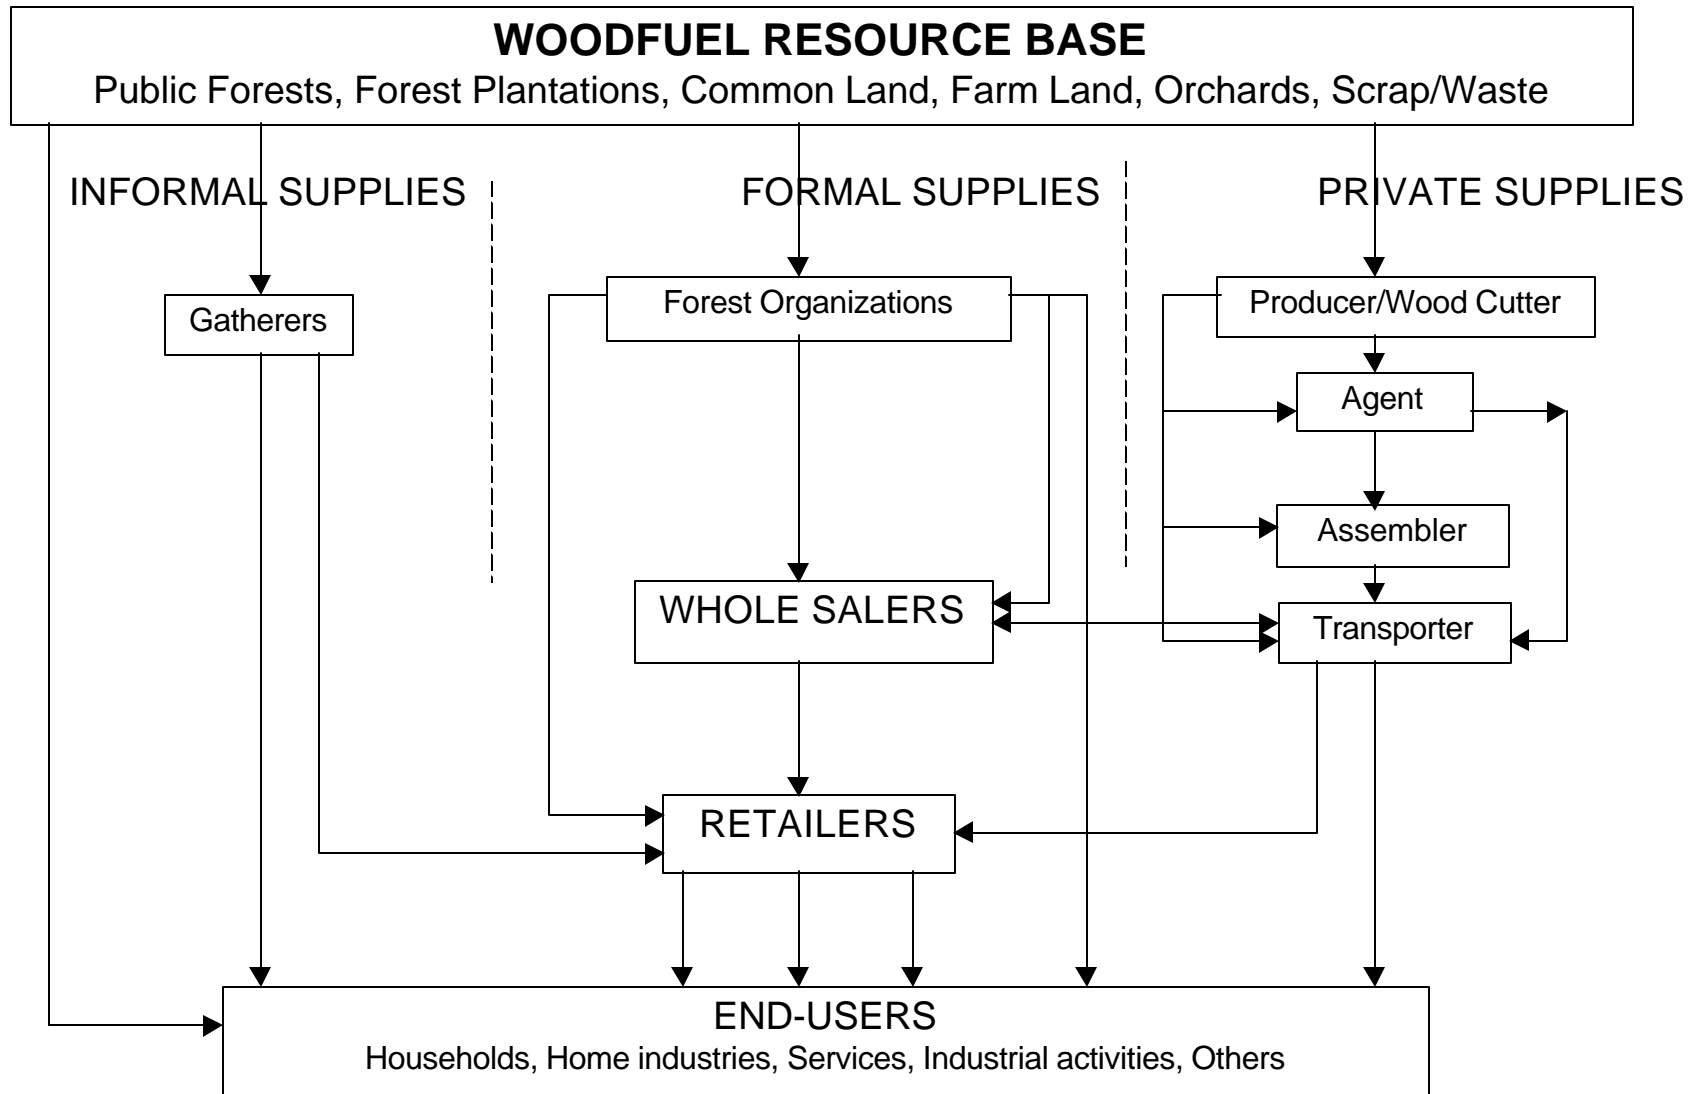 WOODFUEL RESOURCE BASE
Public Forests, Forest Plantations, Common Land, Farm Land, Orchards, Scrap/Waste
INFORMAL SUPPLIES
FORMAL SUPPLIES
PRIVATE SUPPLIES
Gatherers
Forest Organizations
Producer/Wood Cutter
Agent
Assembler
WHOLE SALERS
Transporter
RETAILERS
END-USERS
Households, Home industries, Services, Industrial activities, Others